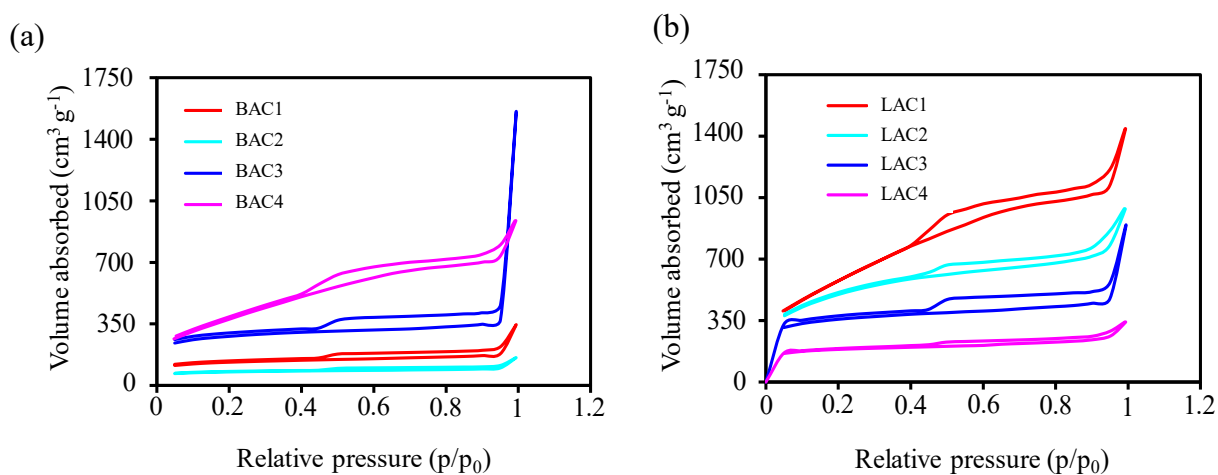 (a)
Volume absorbed (cm³ g⁻¹)
1750
1400
1050
700
350
0
BAC1
BAC2
BAC3
BAC4
0 0.2 0.4 0.6 0.8 1 1.2
Relative pressure (p/p₀)
(b)
Volume absorbed (cm³ g⁻¹)
1750
1400
1050
700
350
0
LAC1
LAC2
LAC3
LAC4
0 0.2 0.4 0.6 0.8 1 1.2
Relative pressure (p/p₀)